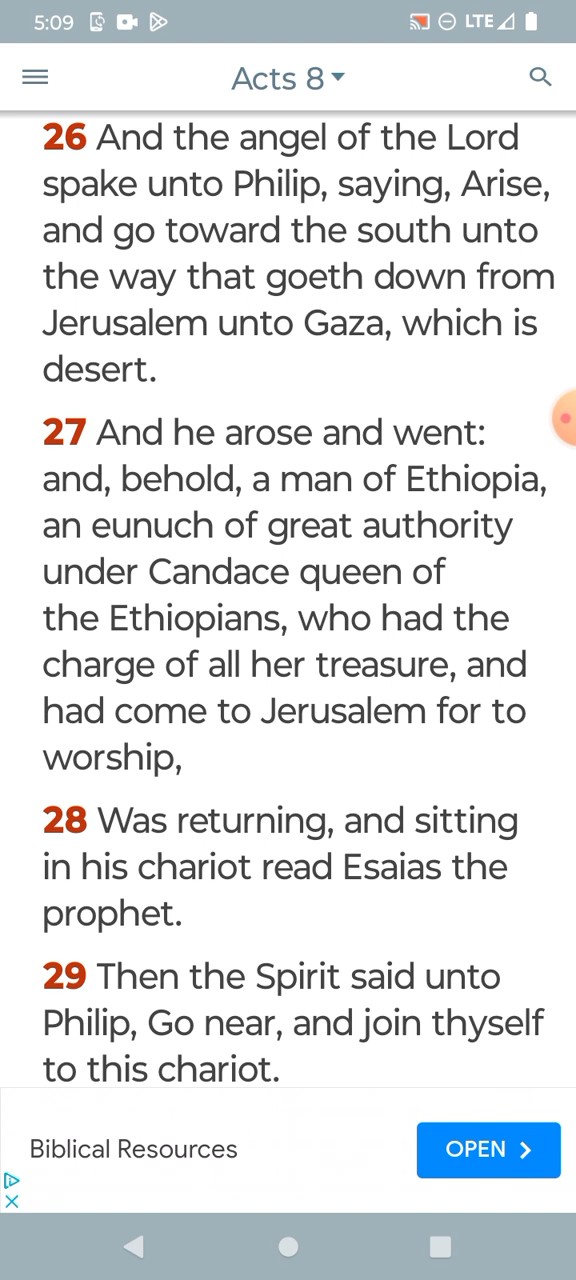 5:09
LTE
Acts 8
26 And the angel of the Lord
spake unto Philip, saying, Arise,
and go toward the south unto
the way that goeth down from
Jerusalem unto Gaza, which is
desert.
27 And he arose and went:
and, behold, a man of Ethiopia,
an eunuch of great authority
under Candace queen of
the Ethiopians, who had the
charge of all her treasure, and
had come to Jerusalem for to
worship,
28 Was returning, and sitting
in his chariot read Esaias the
prophet.
29 Then the Spirit said unto
Philip, Go near, and join thyself
to this chariot.
Biblical Resources
OPEN